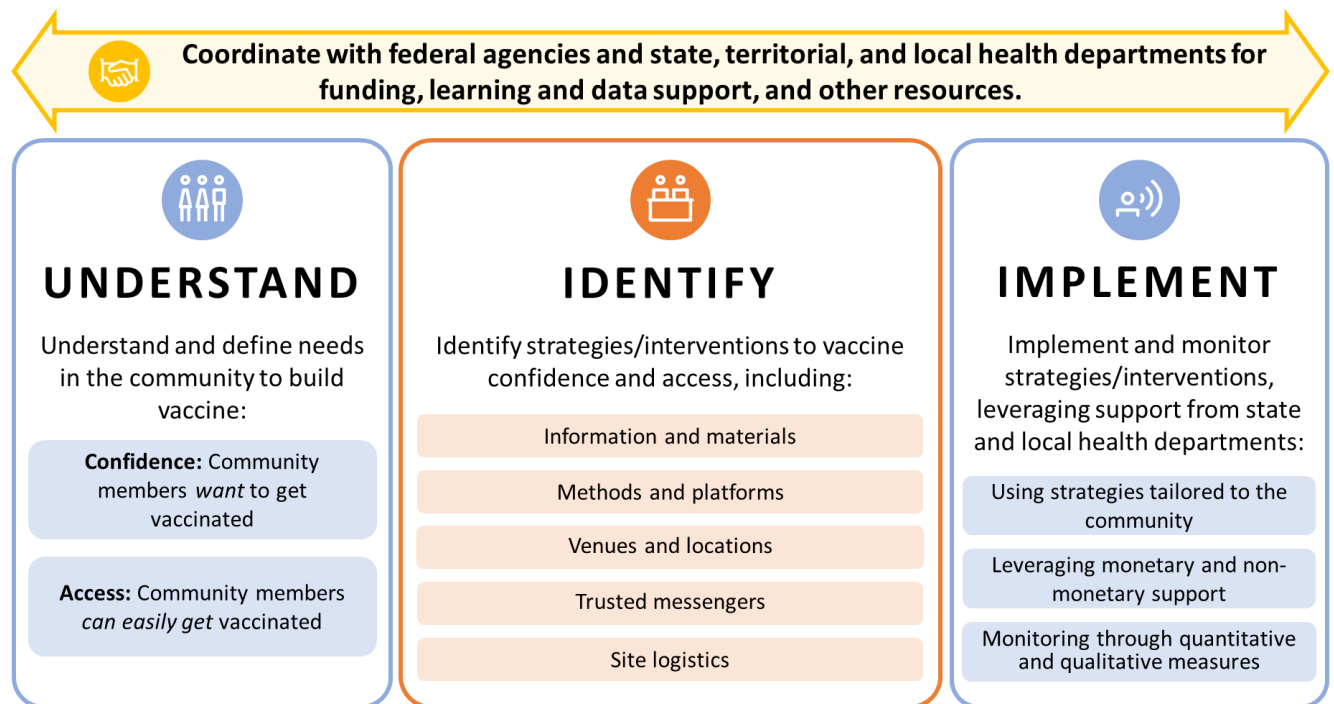 Coordinate with federal agencies and state, territorial, and local health departments for
funding, learning and data support, and other resources.
UNDERSTAND
Understand and define needs
in the community to build
vaccine:
Confidence: Community
members want to get
vaccinated
Access: Community members
can easily get vaccinated
IDENTIFY
Identify strategies/interventions to vaccine
confidence and access, including:
Information and materials
Methods and platforms
Venues and locations
Trusted messengers
Site logistics
IMPLEMENT
Implement and monitor
strategies/interventions,
leveraging support from state
and local health departments:
Using strategies tailored to the
community
Leveraging monetary and non-
monetary support
Monitoring through quantitative
and qualitative measures